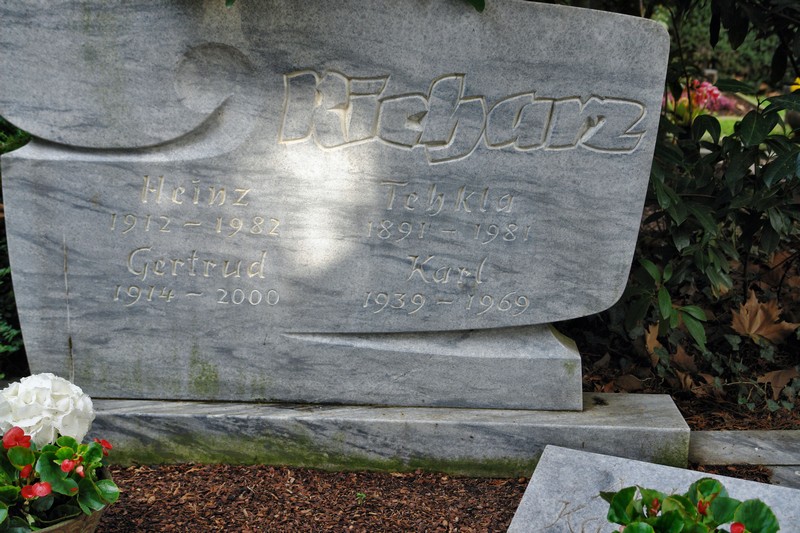 Richarz
Heinz
1912 – 1982
Gertrud
1914 – 2000
Tehkla
1891 – 1981
Karl
1939 – 1969